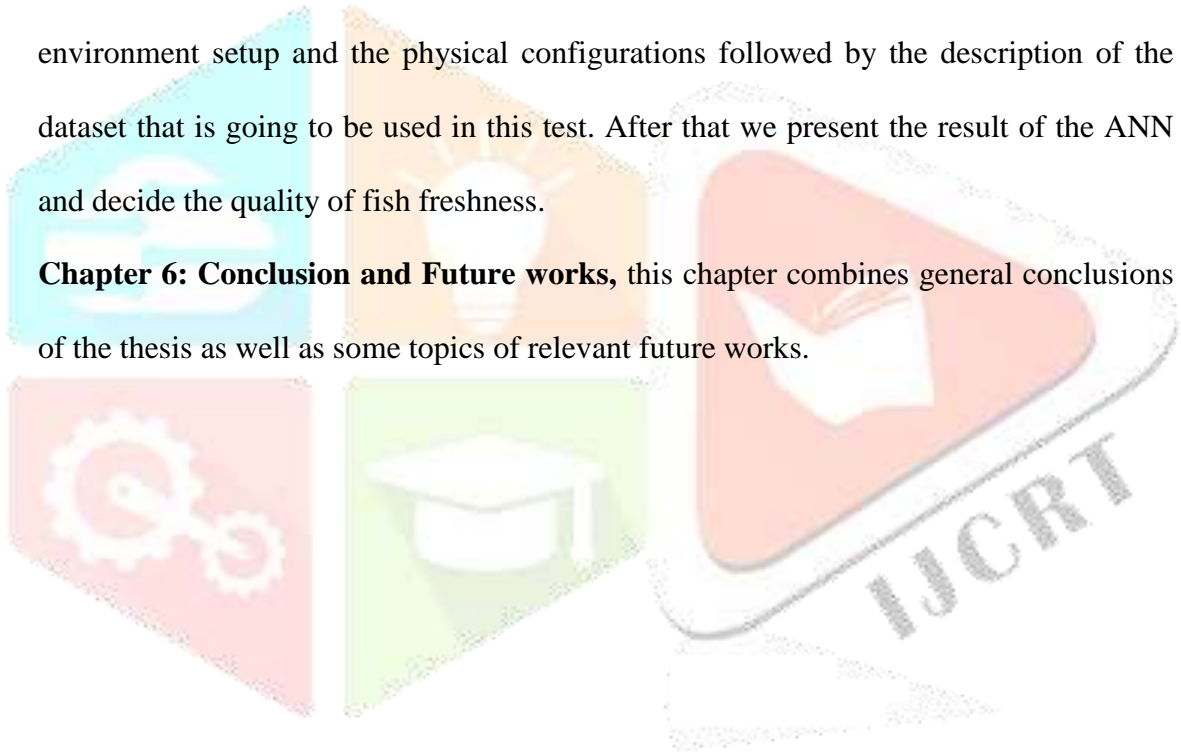 environment setup and the physical configurations followed by the description of the
dataset that is going to be used in this test. After that we present the result of the ANN
and decide the quality of fish freshness.
Chapter 6: Conclusion and Future works, this chapter combines general conclusions
of the thesis as well as some topics of relevant future works.
IJCRT